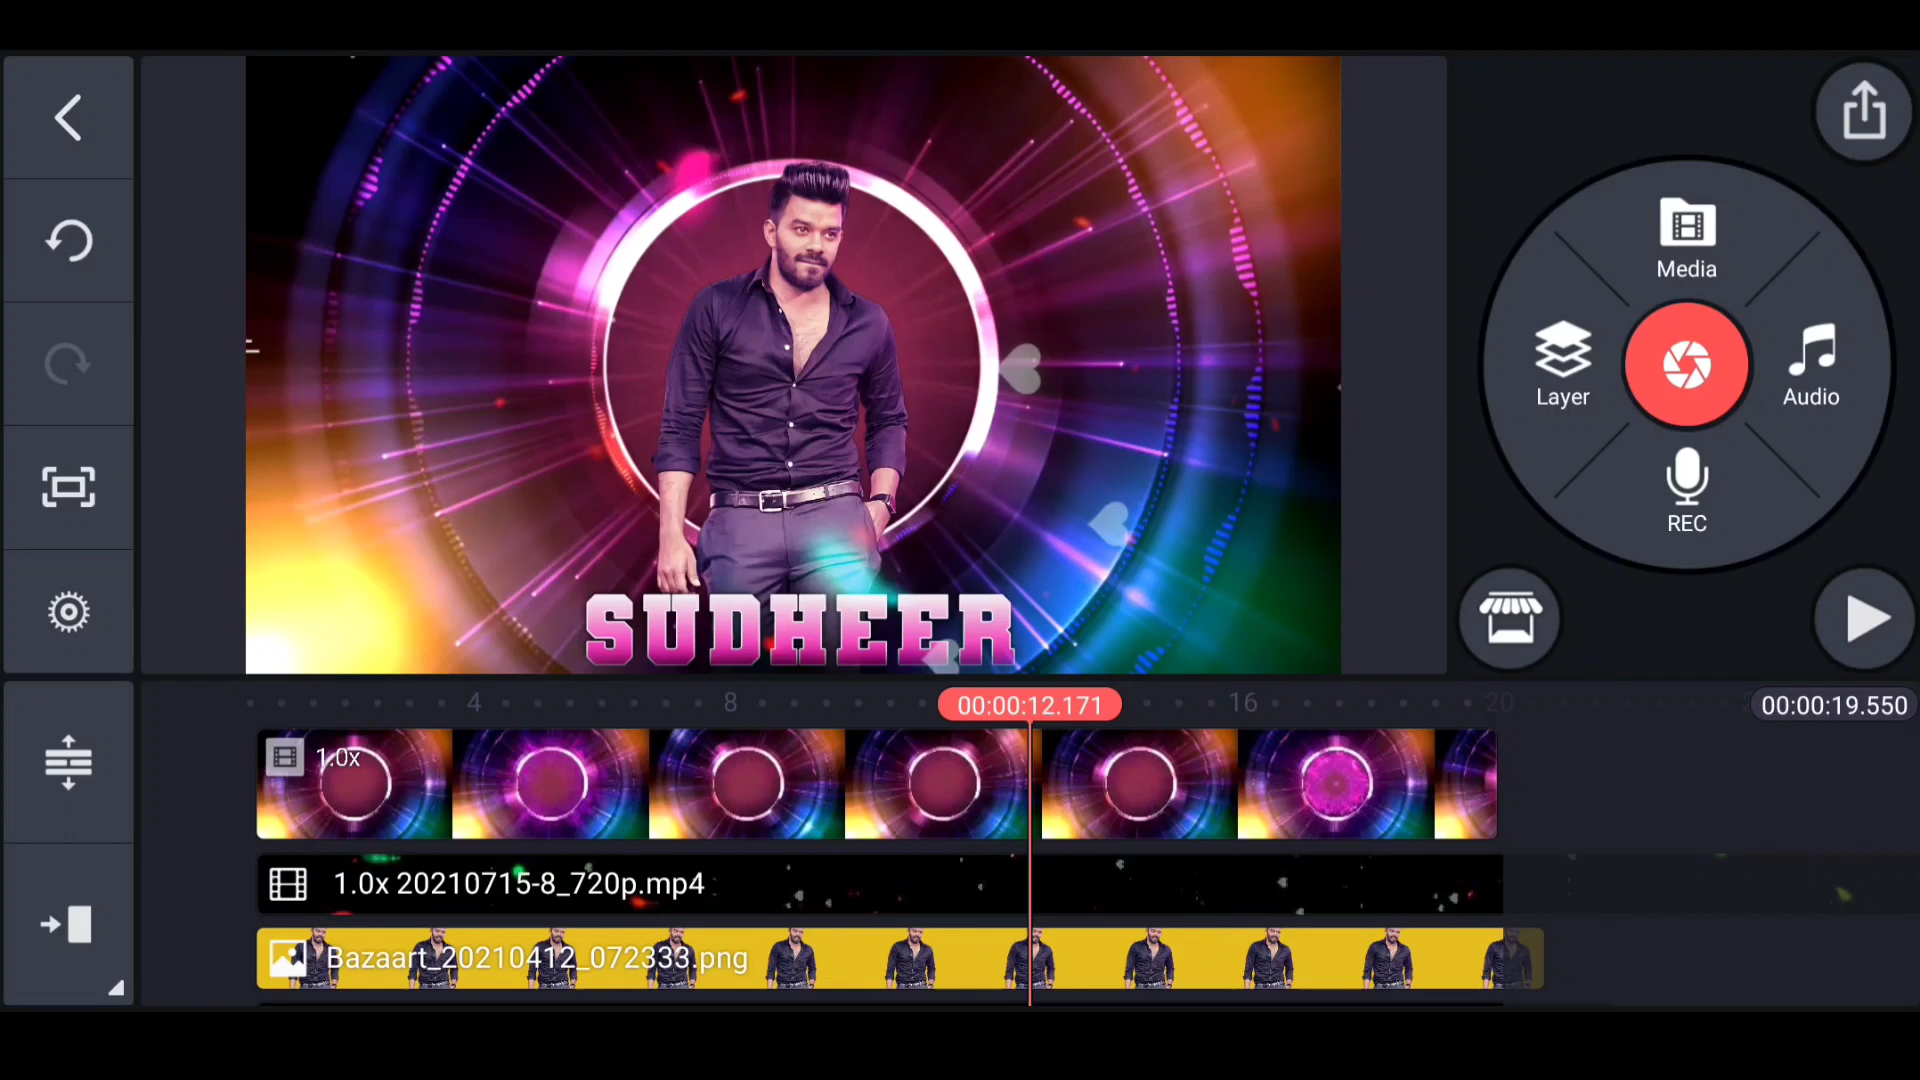 Media
Layer
Audio
REC
SUDHEER
4
8
00:00:12.171
16
20
00:00:19.550
1.0x
1.0x 20210715-8_720p.mp4
Bazaart_20210412_072333.png